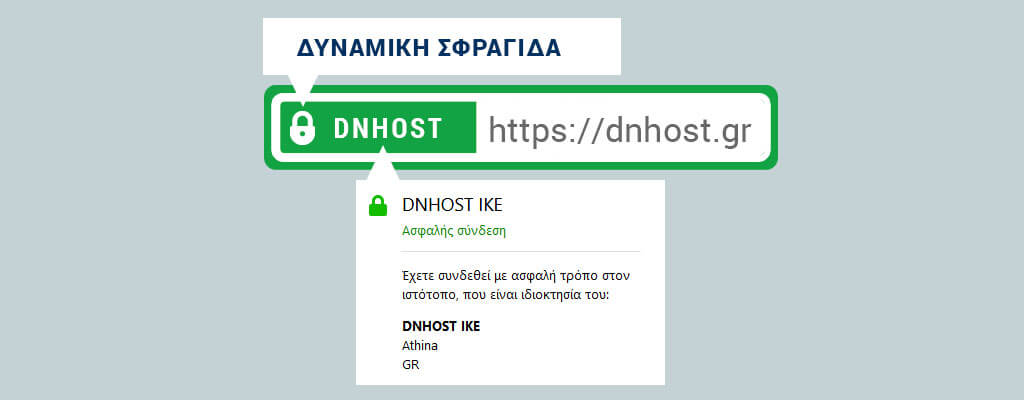 ΔΥΝΑΜΙΚΗ ΣΦΡΑΓΙΔΑ
DNHOST https://dnhost.gr
DNHOST IKE
Ασφαλής σύνδεση
Έχετε συνδεθεί με ασφαλή τρόπο στον
ιστότοπο, που είναι ιδιοκτησία του:
DNHOST IKE
Athina
GR